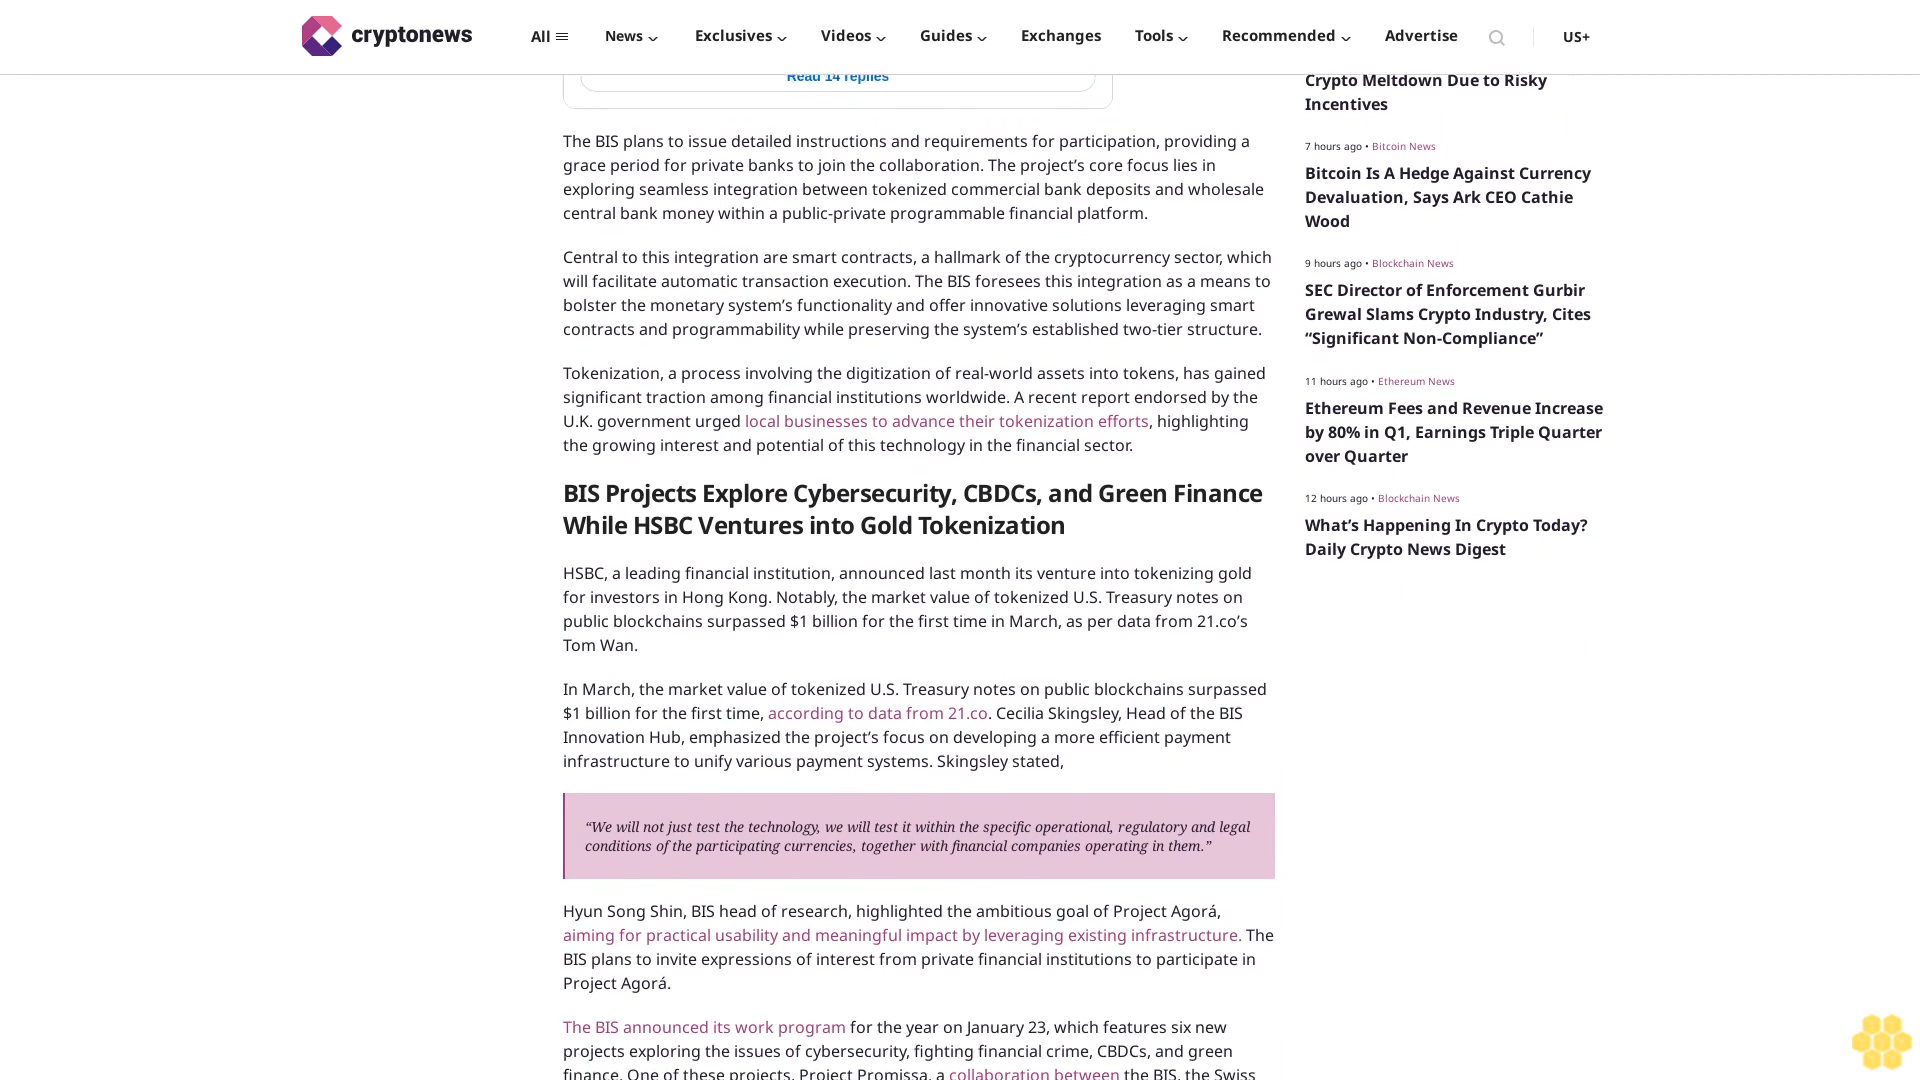 cryptonews
All
News
Exclusives
Videos
Guides
Exchanges
Tools
Recommended
Advertise
US+
Read 14 replies
The BIS plans to issue detailed instructions and requirements for participation, providing a
grace period for private banks to join the collaboration. The project’s core focus lies in
exploring seamless integration between tokenized commercial bank deposits and wholesale
central bank money within a public-private programmable financial platform.
Central to this integration are smart contracts, a hallmark of the cryptocurrency sector, which
will facilitate automatic transaction execution. The BIS foresees this integration as a means to
bolster the monetary system’s functionality and offer innovative solutions leveraging smart
contracts and programmability while preserving the system’s established two-tier structure.
Tokenization, a process involving the digitization of real-world assets into tokens, has gained
significant traction among financial institutions worldwide. A recent report endorsed by the
U.K. government urged local businesses to advance their tokenization efforts, highlighting
the growing interest and potential of this technology in the financial sector.
BIS Projects Explore Cybersecurity, CBDCs, and Green Finance
While HSBC Ventures into Gold Tokenization
HSBC, a leading financial institution, announced last month its venture into tokenizing gold
for investors in Hong Kong. Notably, the market value of tokenized U.S. Treasury notes on
public blockchains surpassed $1 billion for the first time in March, as per data from 21.co’s
Tom Wan.
In March, the market value of tokenized U.S. Treasury notes on public blockchains surpassed
$1 billion for the first time, according to data from 21.co. Cecilia Skingsley, Head of the BIS
Innovation Hub, emphasized the project’s focus on developing a more efficient payment
infrastructure to unify various payment systems. Skingsley stated,
“We will not just test the technology, we will test it within the specific operational, regulatory and legal
conditions of the participating currencies, together with financial companies operating in them.”
Hyun Song Shin, BIS head of research, highlighted the ambitious goal of Project Agorá,
aiming for practical usability and meaningful impact by leveraging existing infrastructure. The
BIS plans to invite expressions of interest from private financial institutions to participate in
Project Agorá.
The BIS announced its work program for the year on January 23, which features six new
projects exploring the issues of cybersecurity, fighting financial crime, CBDCs, and green
finance. One of these projects, Project Promissa, a collaboration between the BIS, the Swiss
Crypto Meltdown Due to Risky
Incentives
7 hours ago • Bitcoin News
Bitcoin Is A Hedge Against Currency
Devaluation, Says Ark CEO Cathie
Wood
9 hours ago • Blockchain News
SEC Director of Enforcement Gurbir
Grewal Slams Crypto Industry, Cites
“Significant Non-Compliance”
11 hours ago • Ethereum News
Ethereum Fees and Revenue Increase
by 80% in Q1, Earnings Triple Quarter
over Quarter
12 hours ago • Blockchain News
What’s Happening In Crypto Today?
Daily Crypto News Digest